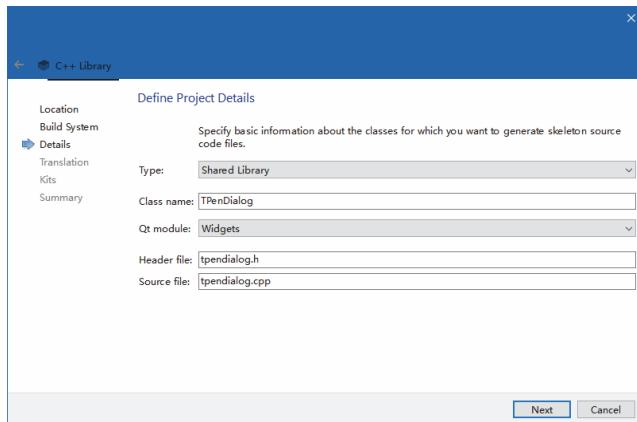 C++ Library
Define Project Details
Location
Build System
Details
Translation
Kits
Summary
Specify basic information about the classes for which you want to generate skeleton source
code files.
Type: Shared Library
Class name: TPenDialog
Qt module: Widgets
Header file: tpendialog.h
Source file: tpendialog.cpp
Next Cancel